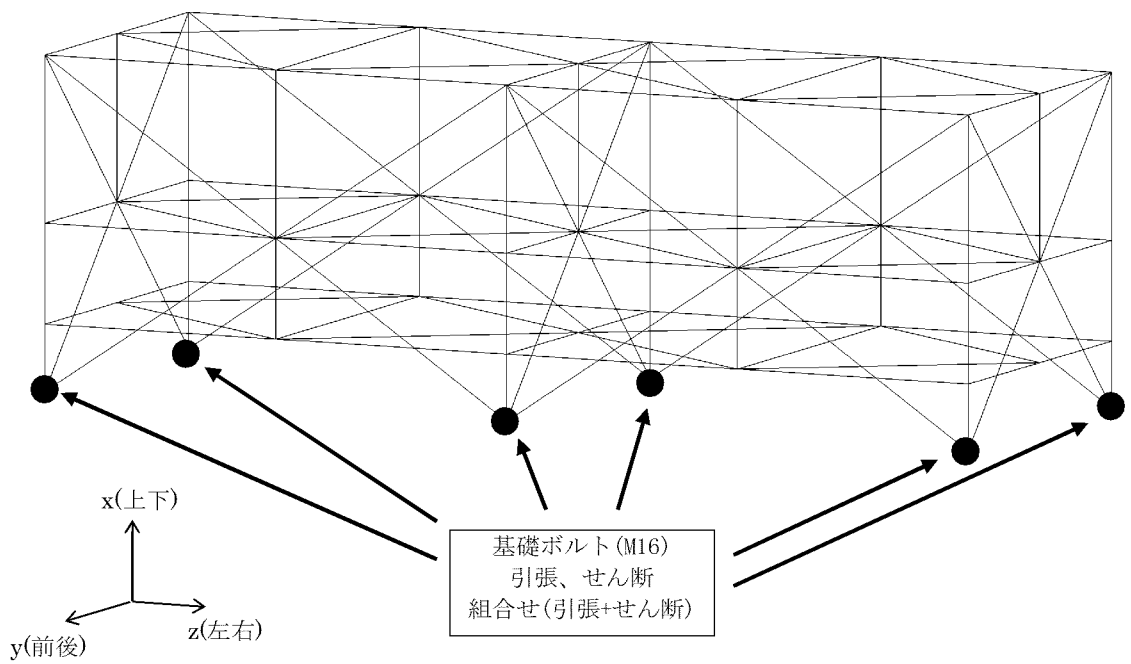 x(上下)
y(前後)
z(左右)
基礎ボルト(M16)
引張、せん断
組合せ(引張+せん断)